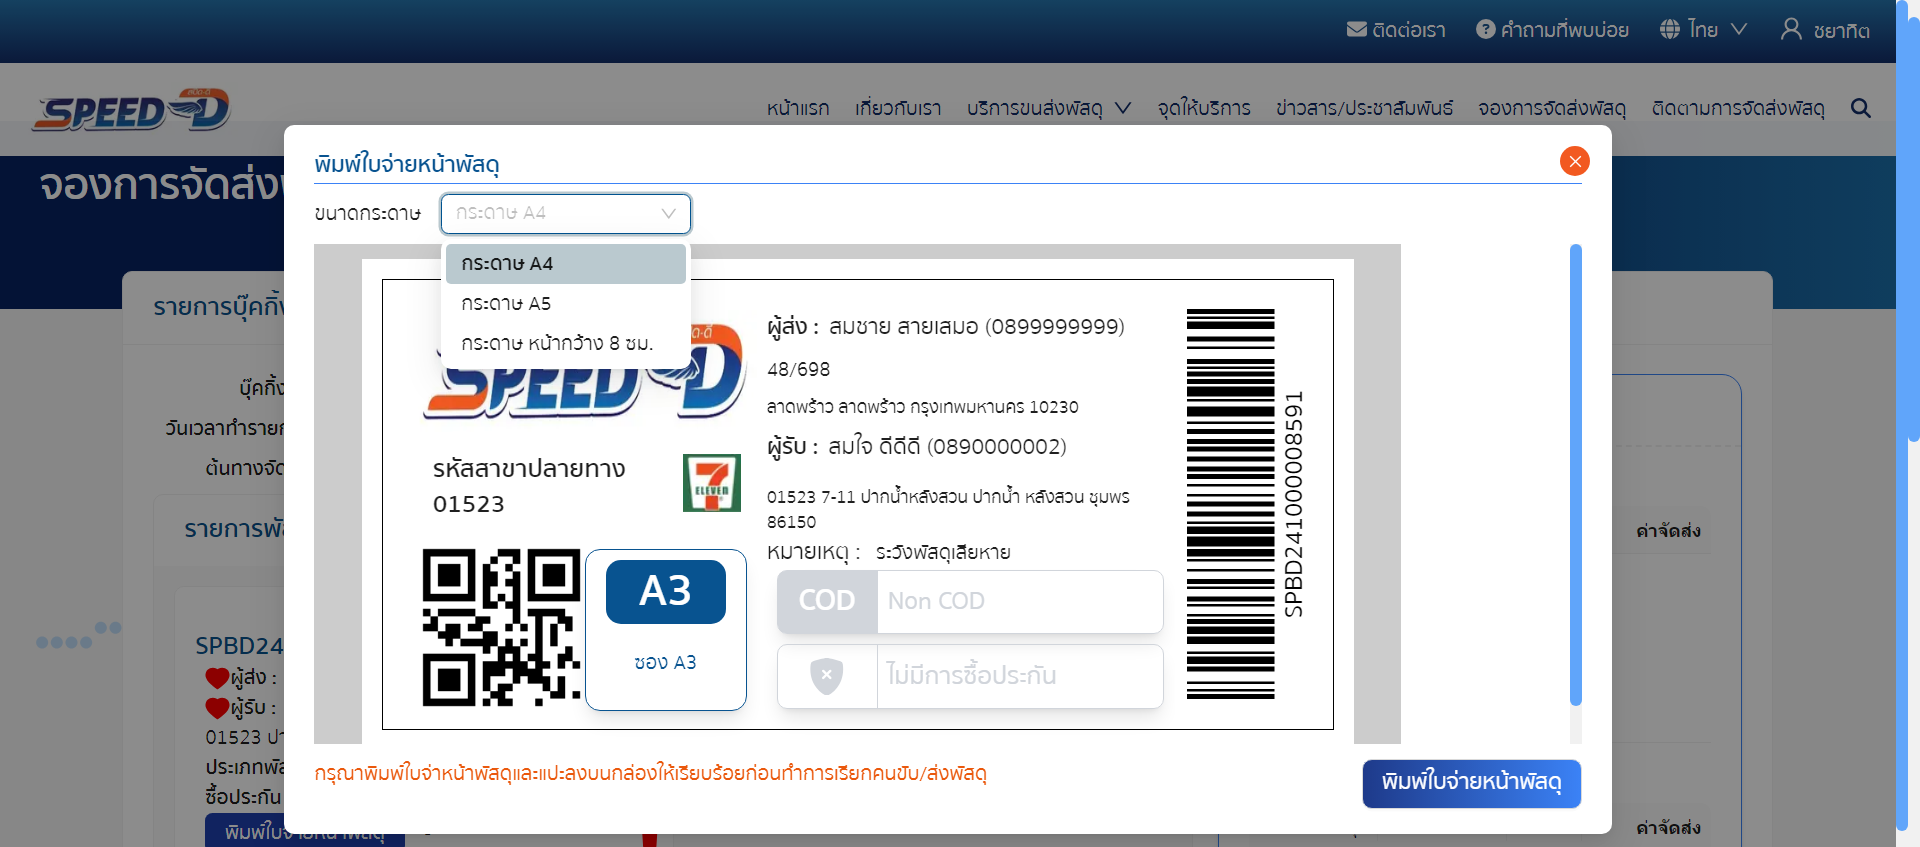 ติดต่อเรา
คำถามที่พบบ่อย
ไทย
ชยาทิต
สปีด-ดี
SPEED D
หน้าแรก
เกี่ยวกับเรา
บริการขนส่งพัสดุ
จุดให้บริการ
ข่าวสาร/ประชาสัมพันธ์
จองการจัดส่งพัสดุ
ติดตามการจัดส่งพัสดุ
จองการจัดส่ง
พิมพ์ใบจ่ายหน้าพัสดุ
ขนาดกระดาษ
กระดาษ A4
กระดาษ A4
กระดาษ A5
กระดาษ หน้ากว้าง 8 ซม.
SPEED D
รหัสสาขาปลายทาง
01523
7
ELEVEN
A3
ซอง A3
ผู้ส่ง : สมชาย สายเสมอ (0899999999)
48/698
ลาดพร้าว ลาดพร้าว กรุงเทพมหานคร 10230
ผู้รับ : สมใจ ดีดีดี (0890000002)
01523 7-11 ปากน้ำหลังสวน ปากน้ำ หลังสวน ชุมพร
86150
หมายเหตุ : ระวังพัสดุเสียหาย
COD Non COD
ไม่มีการซื้อประกัน
SPBD241000008591
กรุณาพิมพ์ใบจ่าหน้าพัสดุและแปะลงบนกล่องให้เรียบร้อยก่อนทำการเรียกคนขับ/ส่งพัสดุ
พิมพ์ใบจ่ายหน้าพัสดุ
รายการบุ๊คกิ้ง
บุ๊คกิ้ง
วันเวลาทำรายก
ต้นทางจัด
รายการพัส
SPBD24
ผู้ส่ง :
ผู้รับ :
01523 ปา
ประเภทพัส
ซื้อประกัน
พิมพ์ใบจ่ายหน้าพัสดุ
ค่าจัดส่ง
ค่าจัดส่ง